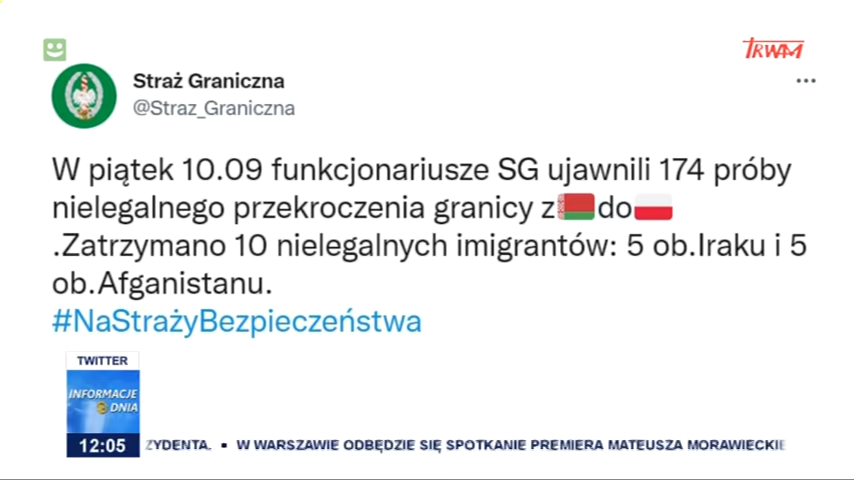 TRWAM
Straż Graniczna
@Straz_Graniczna
W piątek 10.09 funkcjonariusze SG ujawnili 174 próby
nielegalnego przekroczenia granicy z🇧🇾do🇵🇱
.Zatrzymano 10 nielegalnych imigrantów: 5 ob.Iraku i 5
ob.Afganistanu.
#NaStrażyBezpieczeństwa
TWITTER
INFORMACJE
DNIA
12:05
ZYDENTA. ▪ W WARSZAWIE ODBĘDZIE SIĘ SPOTKANIE PREMIERA MATEUSZA MORAWIECKIE